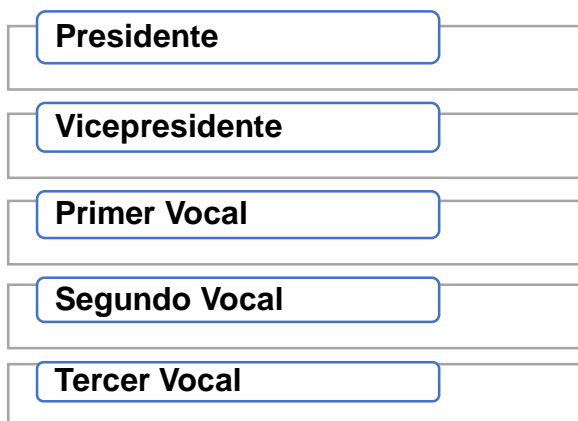 Presidente
Vicepresidente
Primer Vocal
Segundo Vocal
Tercer Vocal